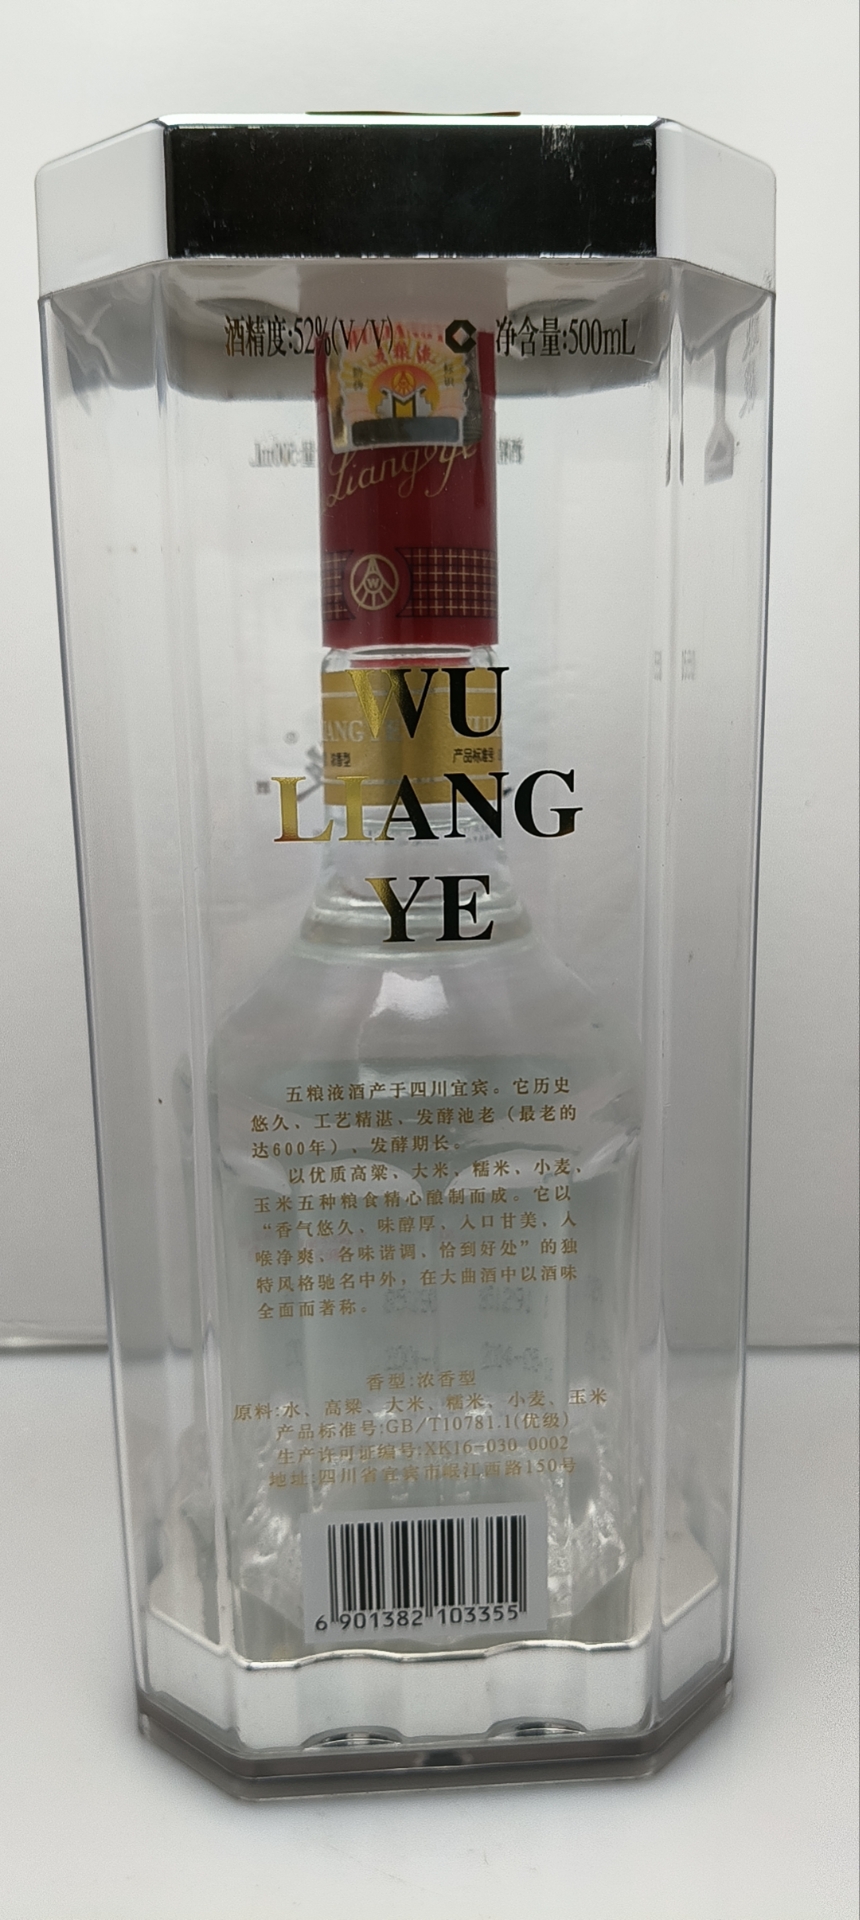 酒精度:52%(V/V)
净含量:500mL
Liangye
W
WU
LIANG
YE
浓香型
产品标准号
五粮液酒产于四川宜宾。它历史
悠久、工艺精湛、发酵池老（最老的
达600年）、发酵期长。
以优质高粱、大米、糯米、小麦、
玉米五种粮食精心酿制而成。它以
“香气悠久、味醇厚、入口甘美、入
喉净爽、各味谐调、恰到好处”的独
特风格驰名中外，在大曲酒中以酒味
全面而著称。
香型:浓香型
原料:水、高粱、大米、糯米、小麦、玉米
产品标准号:GB/T10781.1(优级)
生产许可证编号:XK16-030 0002
地址:四川省宜宾市岷江西路150号
6 901382 103355